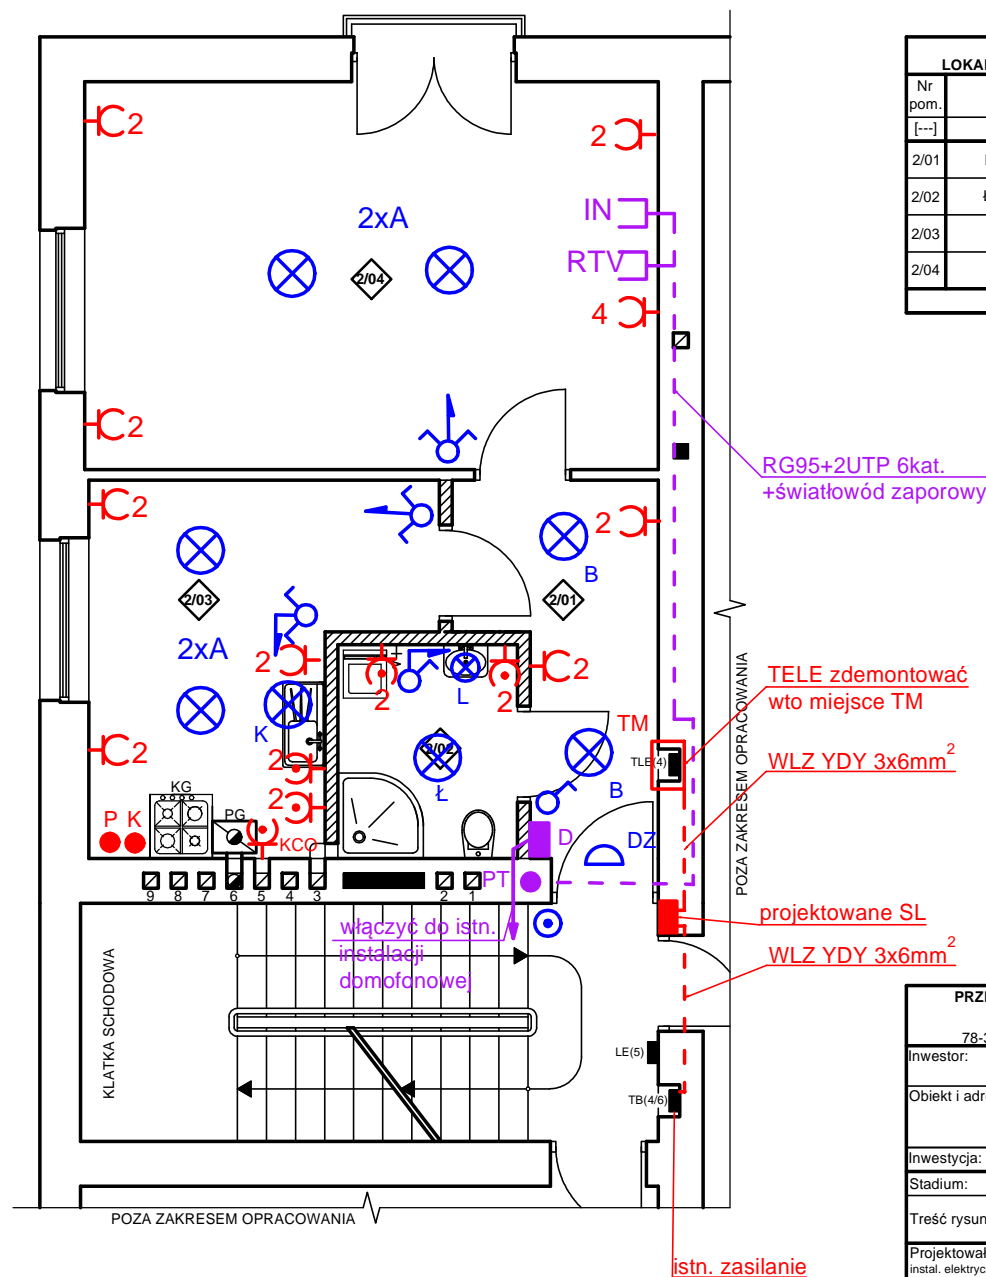 LOKA
Nr
pom.
[---]
2/01
2/02
2/03
2/04
2
2
2xA
IN
RTV
2/04
4
2
RG95+2UTP 6kat.
+światłowód zaporowy
2
2
B
2/03
2/01
2xA
2
2
2
2
L
K
TM
TELE zdemontować
wto miejsce TM
2/02
TLE(4)
2
2
2
Ł
B
WLZ YDY 3x6mm2
KG
PG
P K
KCO
D
DZ
PT
9 8 7 6 5 4 3 2 1
POZA ZAKRESEM OPRACOWANIA
projektowane SL
włączyć do istn.
instalacji
domofonowej
WLZ YDY 3x6mm2
KLATKA SCHODOWA
LE(5)
TB(4/6)
POZA ZAKRESEM OPRACOWANIA
istn. zasilanie
PRZ
78-
Inwestor:
Obiekt i adr
Inwestycja:
Stadium:
Treść rysun
Projektował
instal. elektryc